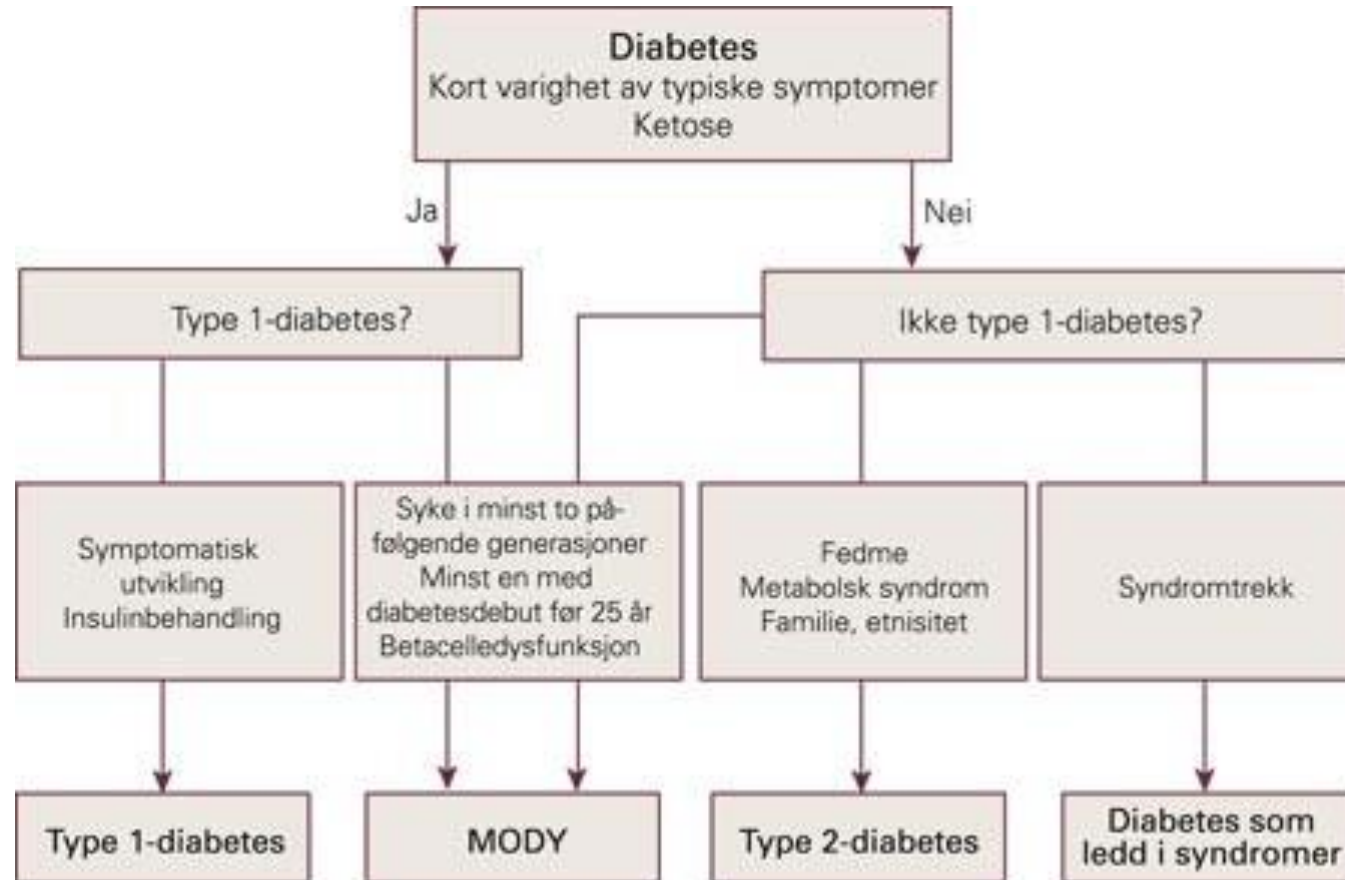 Diabetes
Kort varighet av typiske symptomer
Ketose
Ja
Nei
Type 1-diabetes?
Ikke type 1-diabetes?
Symptomatisk
utvikling
Insulinbehandling
Syke i minst to på-
følgende generasjoner
Minst en med
diabetesdebut før 25 år
Betacelledysfunksjon
Fedme
Metabolsk syndrom
Familie, etnisitet
Syndromtrekk
Type 1-diabetes
MODY
Type 2-diabetes
Diabetes som
ledd i syndromer